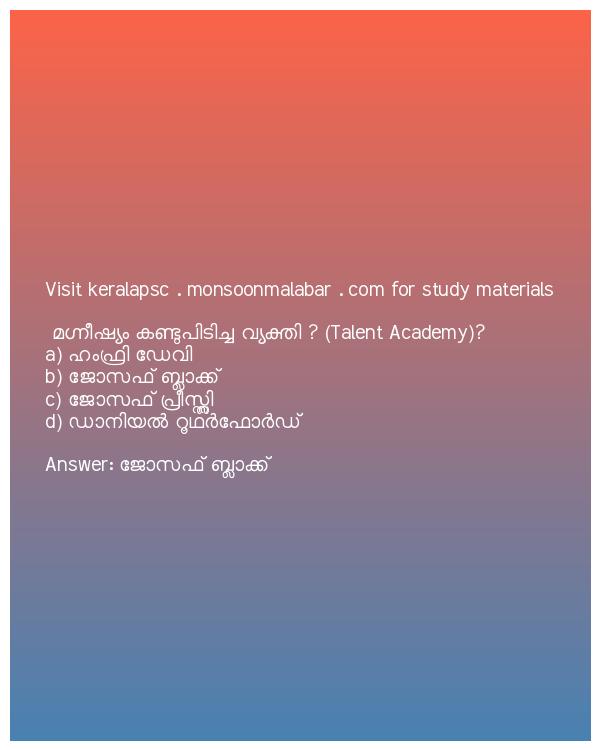 Visit keralapsc . monsoonmalabar . com for study materials
മഗ്നീഷ്യം കണ്ടുപിടിച്ച വ്യക്തി ? (Talent Academy)?
a) ഹംഫ്രി ഡേവി
b) ജോസഫ് ബ്ലാക്ക്
c) ജോസഫ് പ്രീസ്റ്റ്ലി
d) ഡാനിയൽ റൂഥർഫോർഡ്
Answer: ജോസഫ് ബ്ലാക്ക്